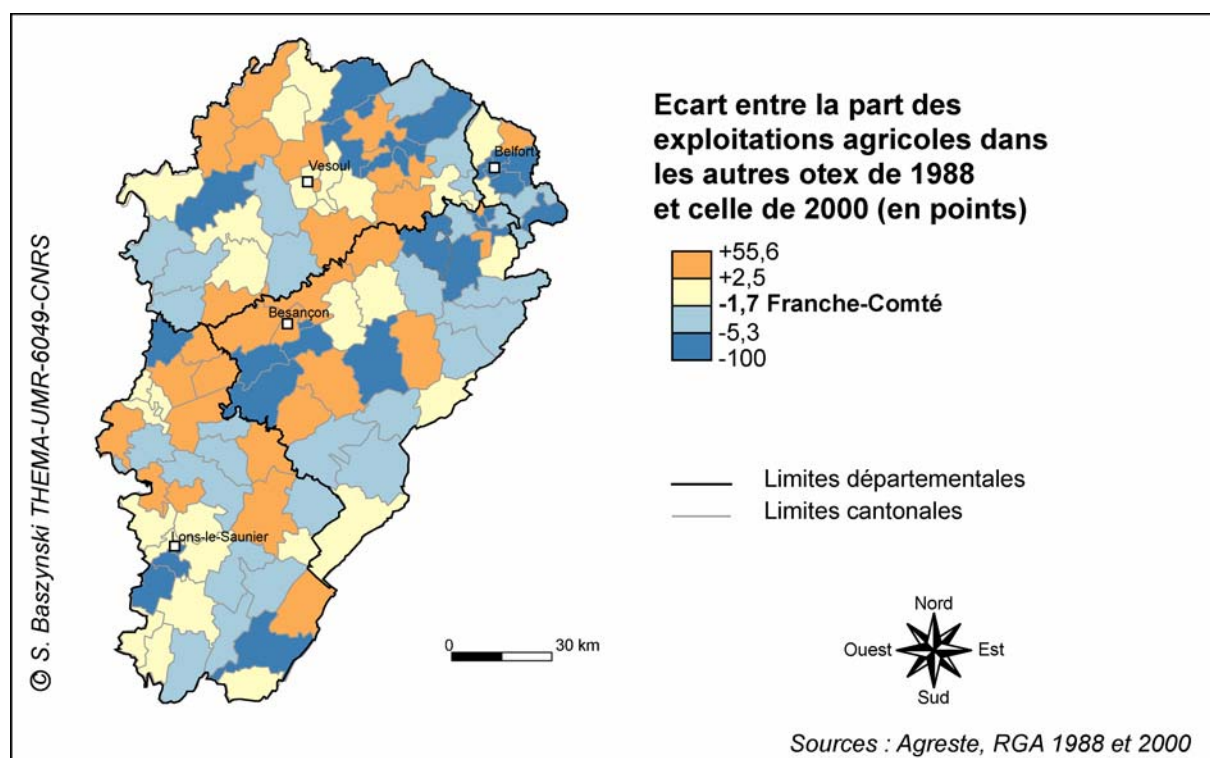 Ecart entre la part des
exploitations agricoles dans
les autres otex de 1988
et celle de 2000 (en points)
+55,6
+2,5
-1,7 Franche-Comté
-5,3
-100
Limites départementales
Limites cantonales
Vesoul
Belfort
Besançon
Lons-le-Saunier
0 30 km
Nord
Ouest Est
Sud
© S. Baszynski THEMA-UMR-6049-CNRS
Sources : Agreste, RGA 1988 et 2000